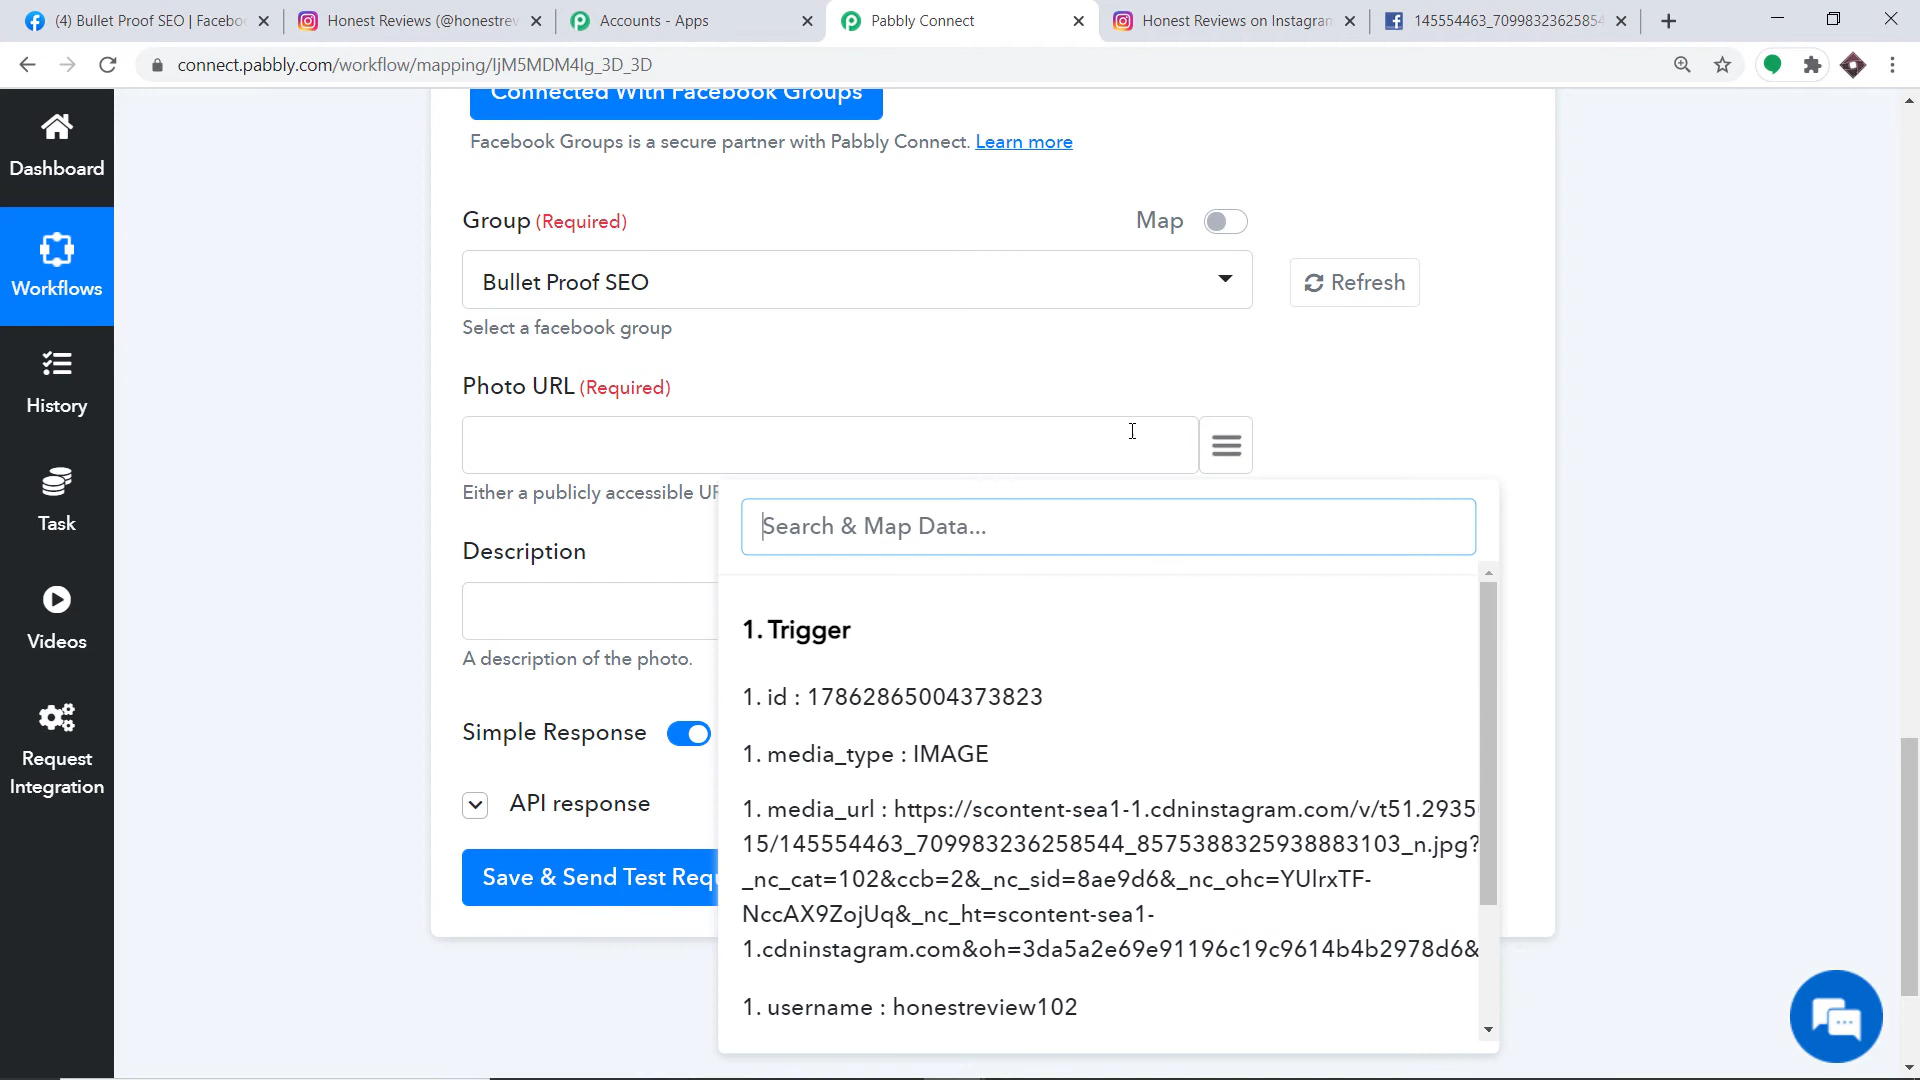 (4) Bullet Proof SEO | Faceboo
Honest Reviews (@honestrev
Accounts - Apps
Pabbly Connect
Honest Reviews on Instagram
145554463_70998323625854
connect.pabbly.com/workflow/mapping/IjM5MDM4Ig_3D_3D
Dashboard
Workflows
History
Task
Videos
Request
Integration
Connected With Facebook Groups
Facebook Groups is a secure partner with Pabbly Connect. Learn more
Group (Required)
Map
Bullet Proof SEO
Refresh
Select a facebook group
Photo URL (Required)
Either a publicly accessible UR
Search & Map Data...
Description
A description of the photo.
1. Trigger
1. id : 17862865004373823
1. media_type : IMAGE
1. media_url : https://scontent-sea1-1.cdninstagram.com/v/t51.2935
15/145554463_709983236258544_8575388325938883103_n.jpg?
_nc_cat=102&ccb=2&_nc_sid=8ae9d6&_nc_ohc=YUlrxTF-
NccAX9ZojUq&_nc_ht=scontent-sea1-
1.cdninstagram.com&oh=3da5a2e69e91196c19c9614b4b2978d6&
1. username : honestreview102
Simple Response
API response
Save & Send Test Requ